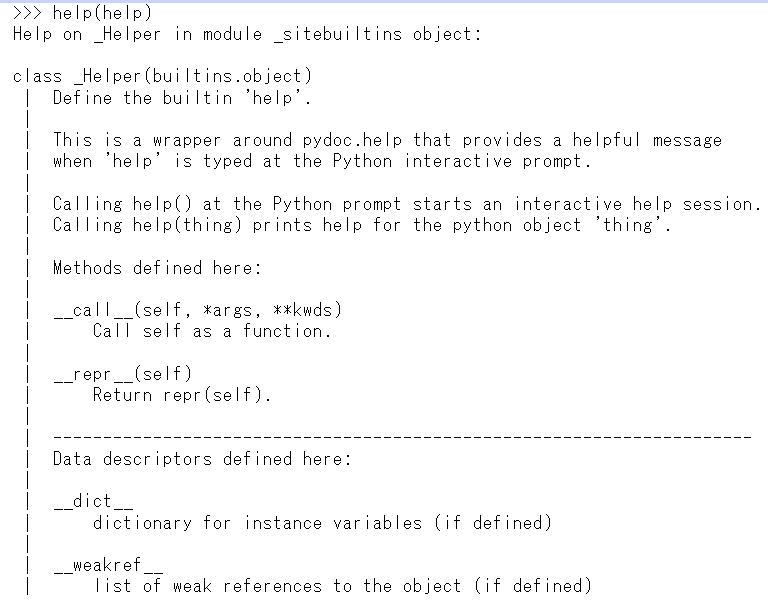 >>> help(help)
Help on _Helper in module _sitebuiltins object:

class _Helper(builtins.object)
 |  Define the builtin 'help'.
 |
 |  This is a wrapper around pydoc.help that provides a helpful message
 |  when 'help' is typed at the Python interactive prompt.
 |
 |  Calling help() at the Python prompt starts an interactive help session.
 |  Calling help(thing) prints help for the python object 'thing'.
 |
 |  Methods defined here:
 |
 |  __call__(self, *args, **kwds)
 |      Call self as a function.
 |
 |  __repr__(self)
 |      Return repr(self).
 |
 |  ----------------------------------------------------------------------
 |  Data descriptors defined here:
 |
 |  __dict__
 |      dictionary for instance variables (if defined)
 |
 |  __weakref__
 |      list of weak references to the object (if defined)